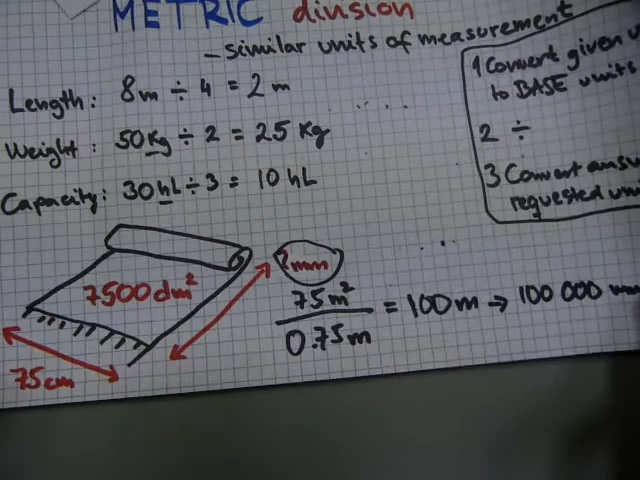 METRIC division
- similar units of measurement
Length: 8m ÷ 4 = 2m
Weight: 50Kg ÷ 2 = 25 Kg
Capacity: 30hL ÷ 3 = 10 hL
1 Convert given
to BASE units
2 ÷
3 Convert
requested
7500dm²
75cm
? mm
75m²
0.75m
= 100m → 100 000 mm